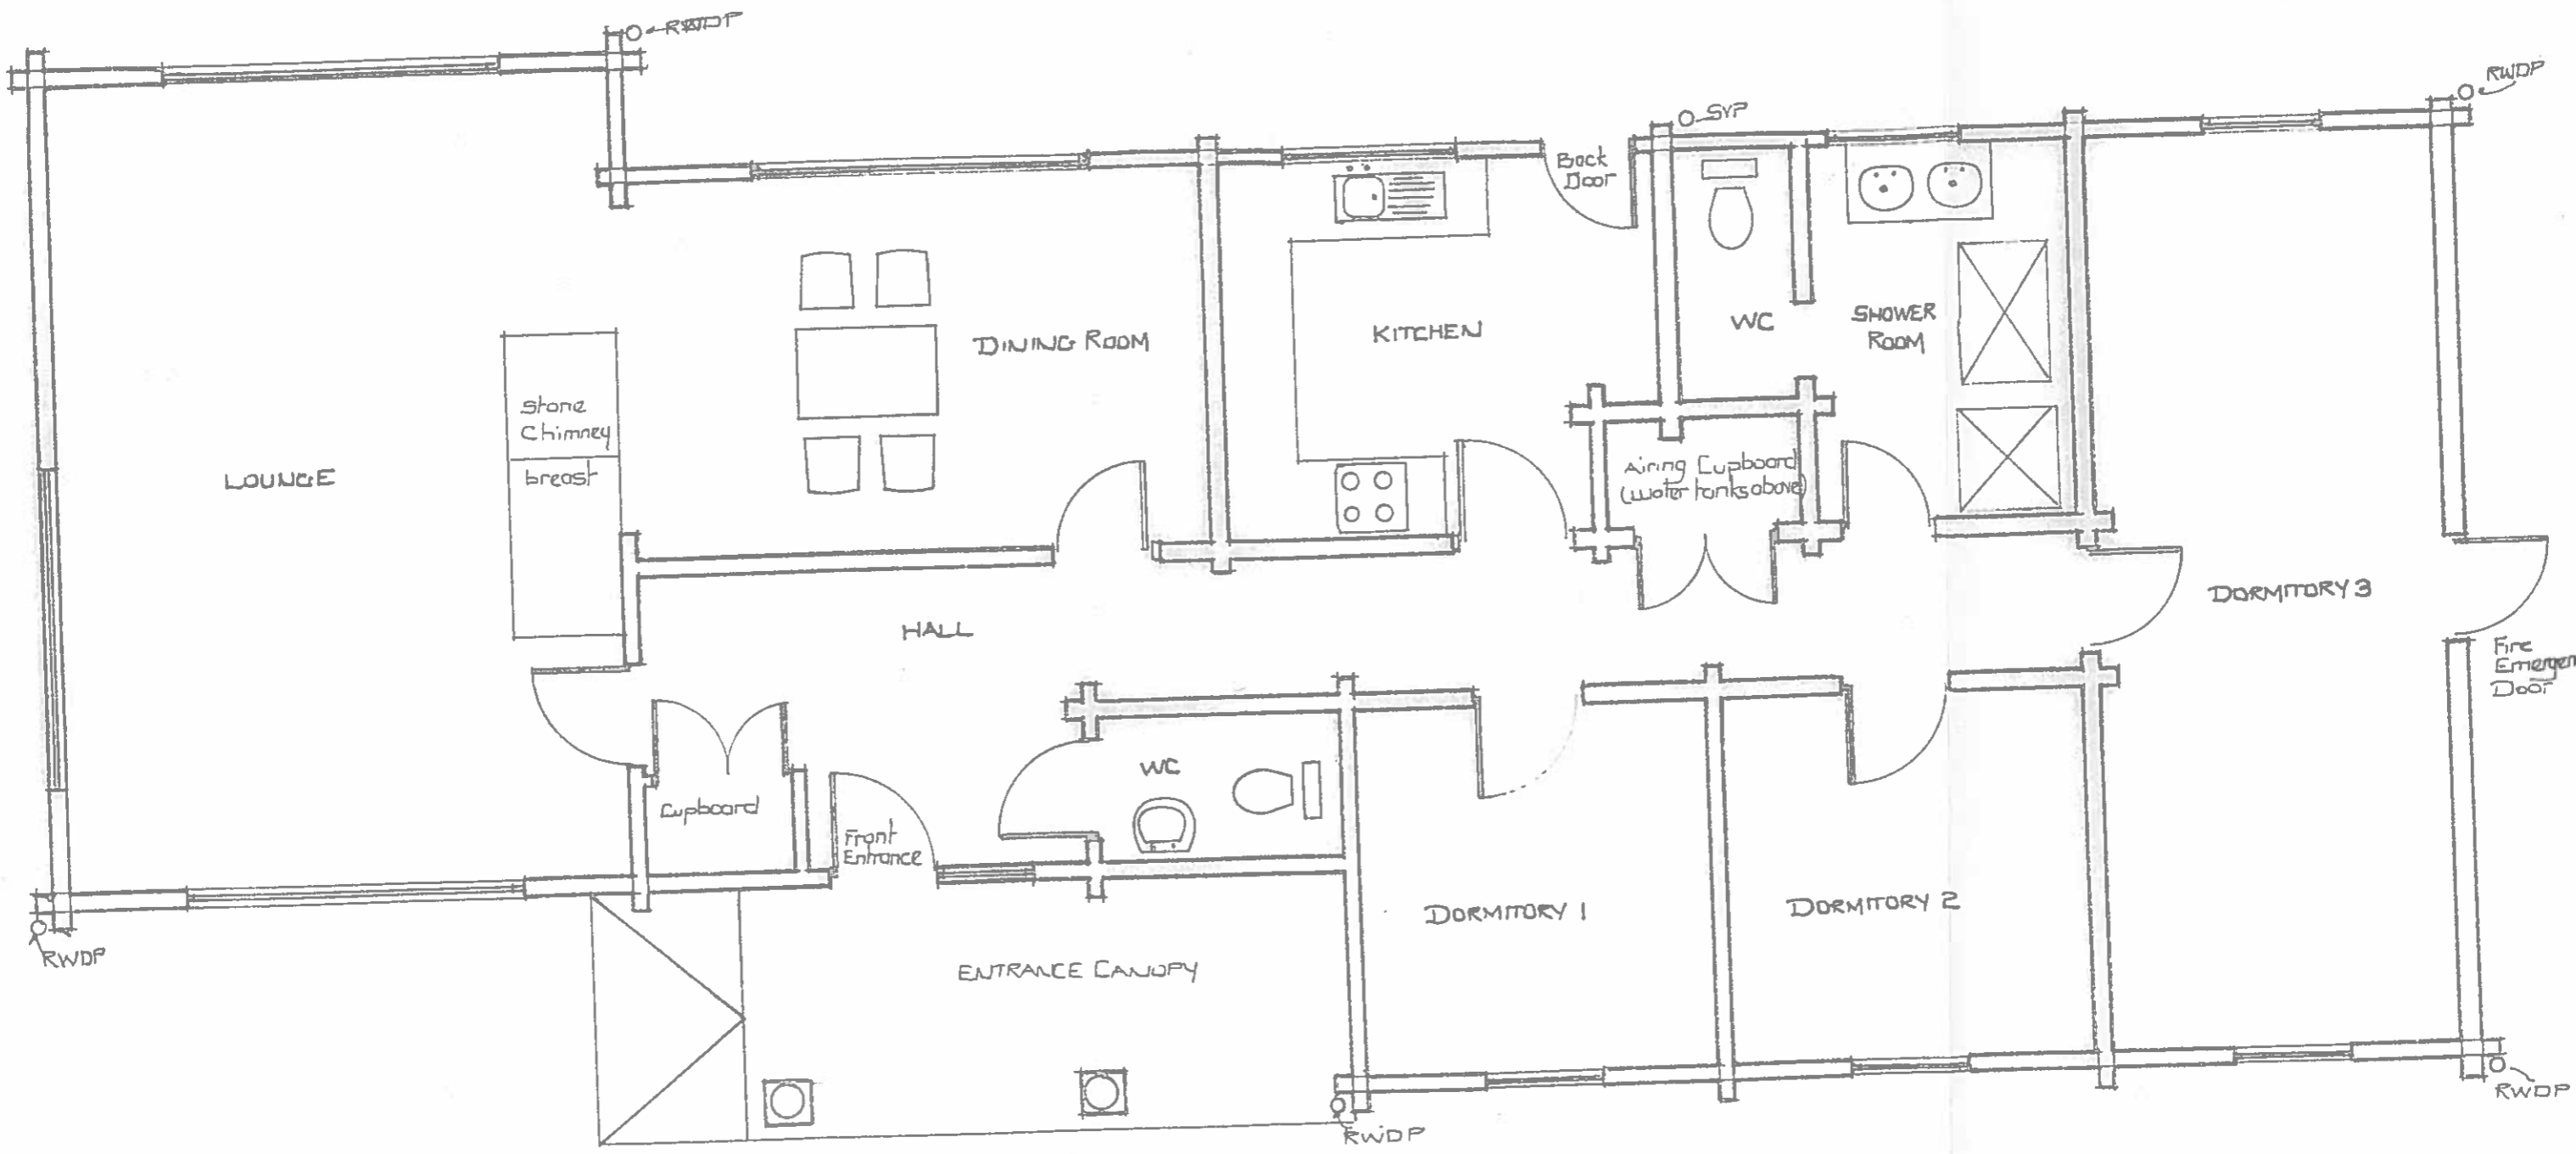 RWDP
RWDP
SVP
Back
Door
DINING ROOM
KITCHEN
WC
SHOWER
ROOM
Stone
Chimney
breast
LOUNGE
Airing Cupboard
(water tanks above)
DORMITORY 3
HALL
Fire
Emergen
Door
WC
Cupboard
Front
Entrance
DORMITORY 1
DORMITORY 2
RWDP
ENTRANCE CANOPY
RWDP
RWDP